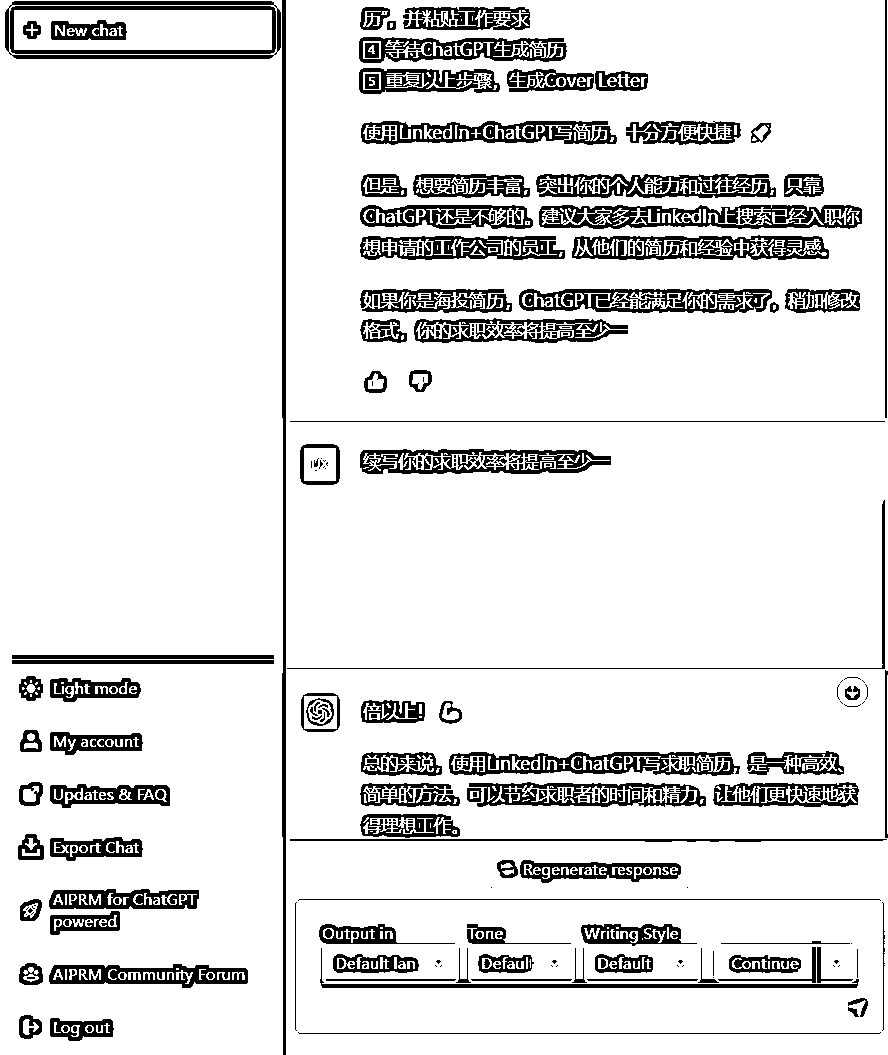 New chat
历”，并粘贴工作要求
4 等待ChatGPT生成简历
5 重复以上步骤，生成Cover Letter
使用LinkedIn+ChatGPT写简历，十分方便快捷！
但是，想要简历丰富，突出你的个人能力和过往经历，只靠
ChatGPT还是不够的。建议大家多去LinkedIn上搜索已经入职你
想申请的工作公司的员工，从他们的简历和经验中获得灵感。
如果你是海投简历，ChatGPT已经能满足你的需求了，稍加修改
格式，你的求职效率将提高至少一
续写你的求职效率将提高至少一
倍以上！
总的来说，使用LinkedIn+ChatGPT写求职简历，是一种高效、
简单的方法，可以节约求职者的时间和精力，让他们更快速地获
得理想工作。
Light mode
My account
Updates & FAQ
Export Chat
AIPRM for ChatGPT
powered
AIPRM Community Forum
Log out
Regenerate response
Output in
Tone
Writing Style
Default lan
Defaul
Default
Continue